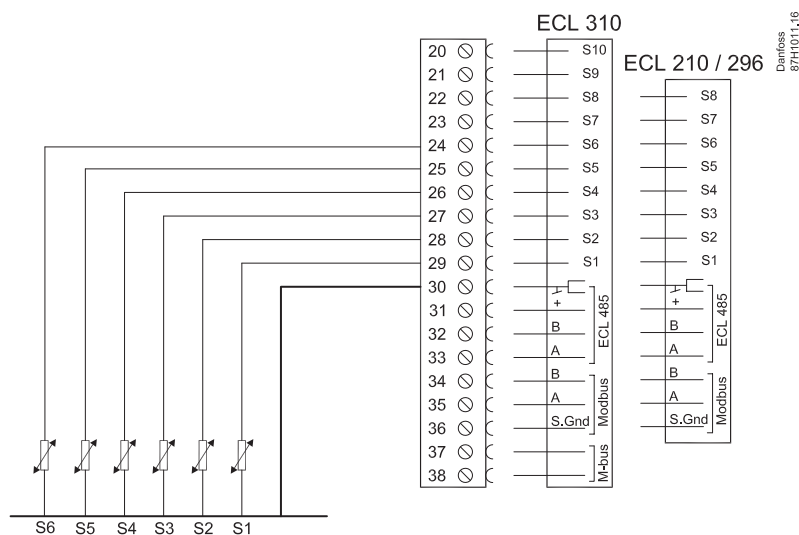 ECL 310
ECL 210 / 296
Danfoss
87H1011.16
20 S10
21 S9
22 S8 S8
23 S7 S7
24 S6 S6
25 S5 S5
26 S4 S4
27 S3 S3
28 S2 S2
29 S1 S1
30
31 + +
32 B B
33 A A
ECL 485
ECL 485
34 B B
35 A A
36 S.Gnd S.Gnd
Modbus
Modbus
37
38
M-bus
S6 S5 S4 S3 S2 S1